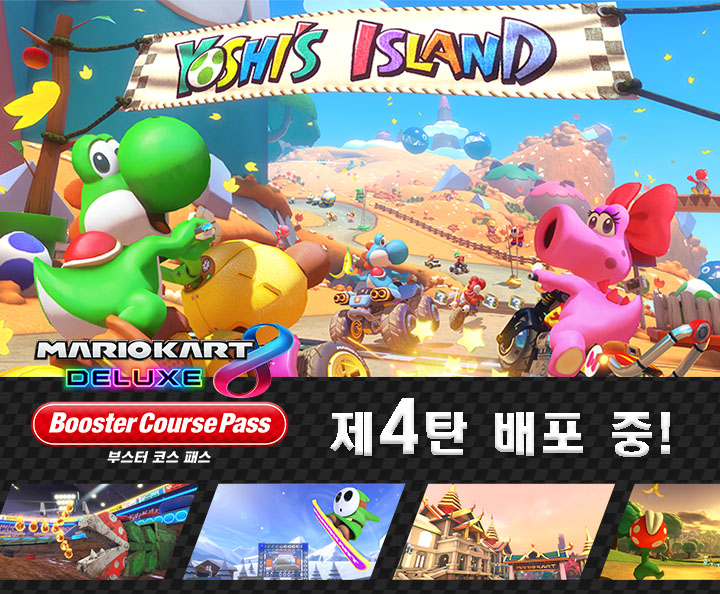 YOSHI'S ISLAND
MARIOKART 8
DELUXE
Booster Course Pass
부스터 코스 패스
제4탄 배포 중!
MARIOKART